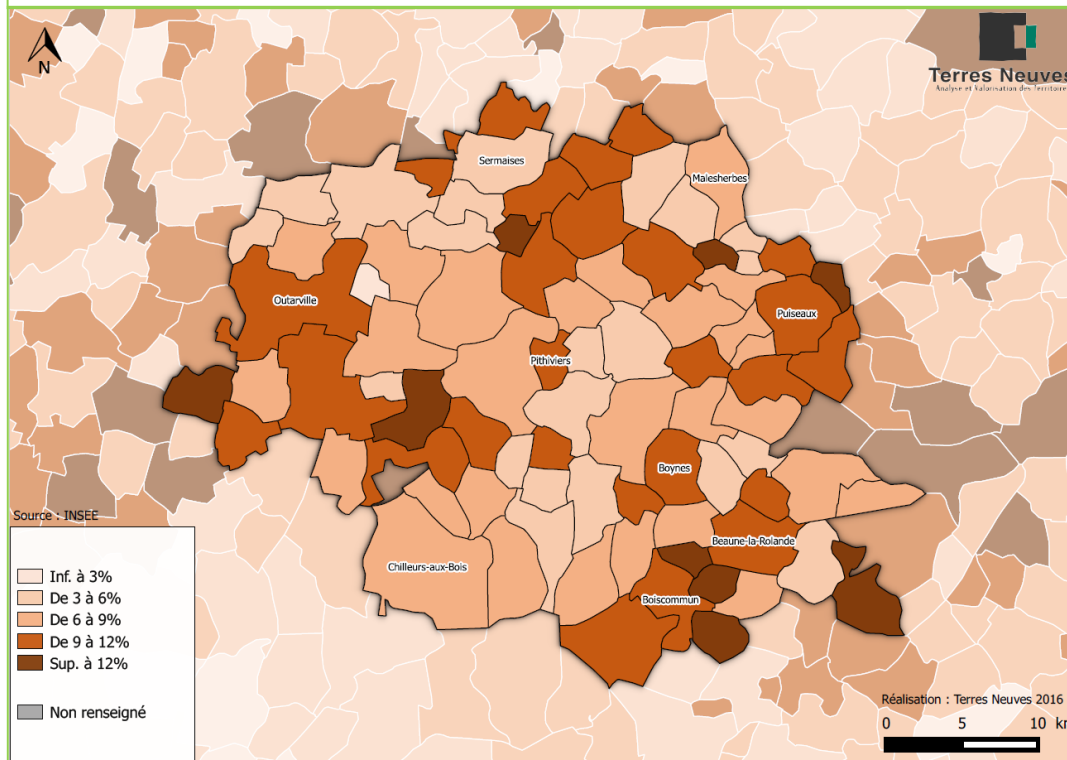 N
Terres Neuves
Analyse et Valorisation des Territoires
Sermaises
Malesherbes
Outarville
Puiseaux
Pithiviers
Boynes
Source : INSEE
Beaune-la-Rolande
Chilleurs-aux-Bois
Inf. à 3%
De 3 à 6%
De 6 à 9%
De 9 à 12%
Sup. à 12%
Non renseigné
Boiscommun
Réalisation : Terres Neuves 2016
0 5 10 km